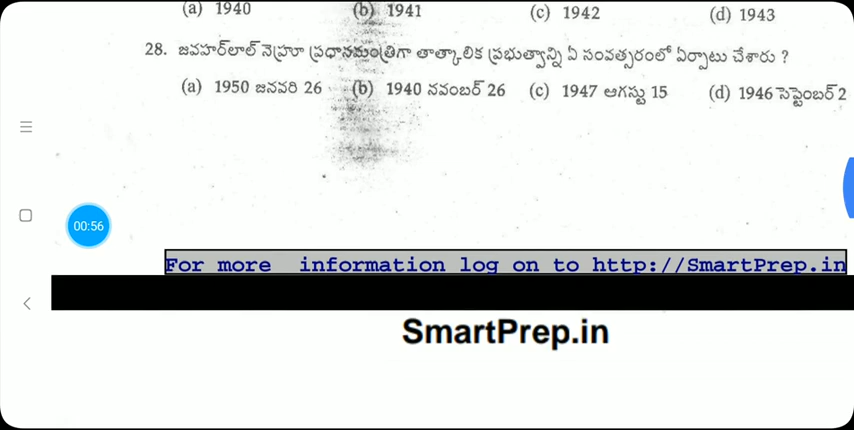 (a) 1940 (b) 1941 (c) 1942 (d) 1943
28. జవహర్‌లాల్ నెహ్రూ ప్రధానమంత్రిగా తాత్కాలిక ప్రభుత్వాన్ని ఏ సంవత్సరంలో ఏర్పాటు చేశారు ?
(a) 1950 జనవరి 26 (b) 1940 నవంబర్ 26 (c) 1947 ఆగస్టు 15 (d) 1946 సెప్టెంబర్ 2
00:56
For more information log on to http://SmartPrep.in
SmartPrep.in